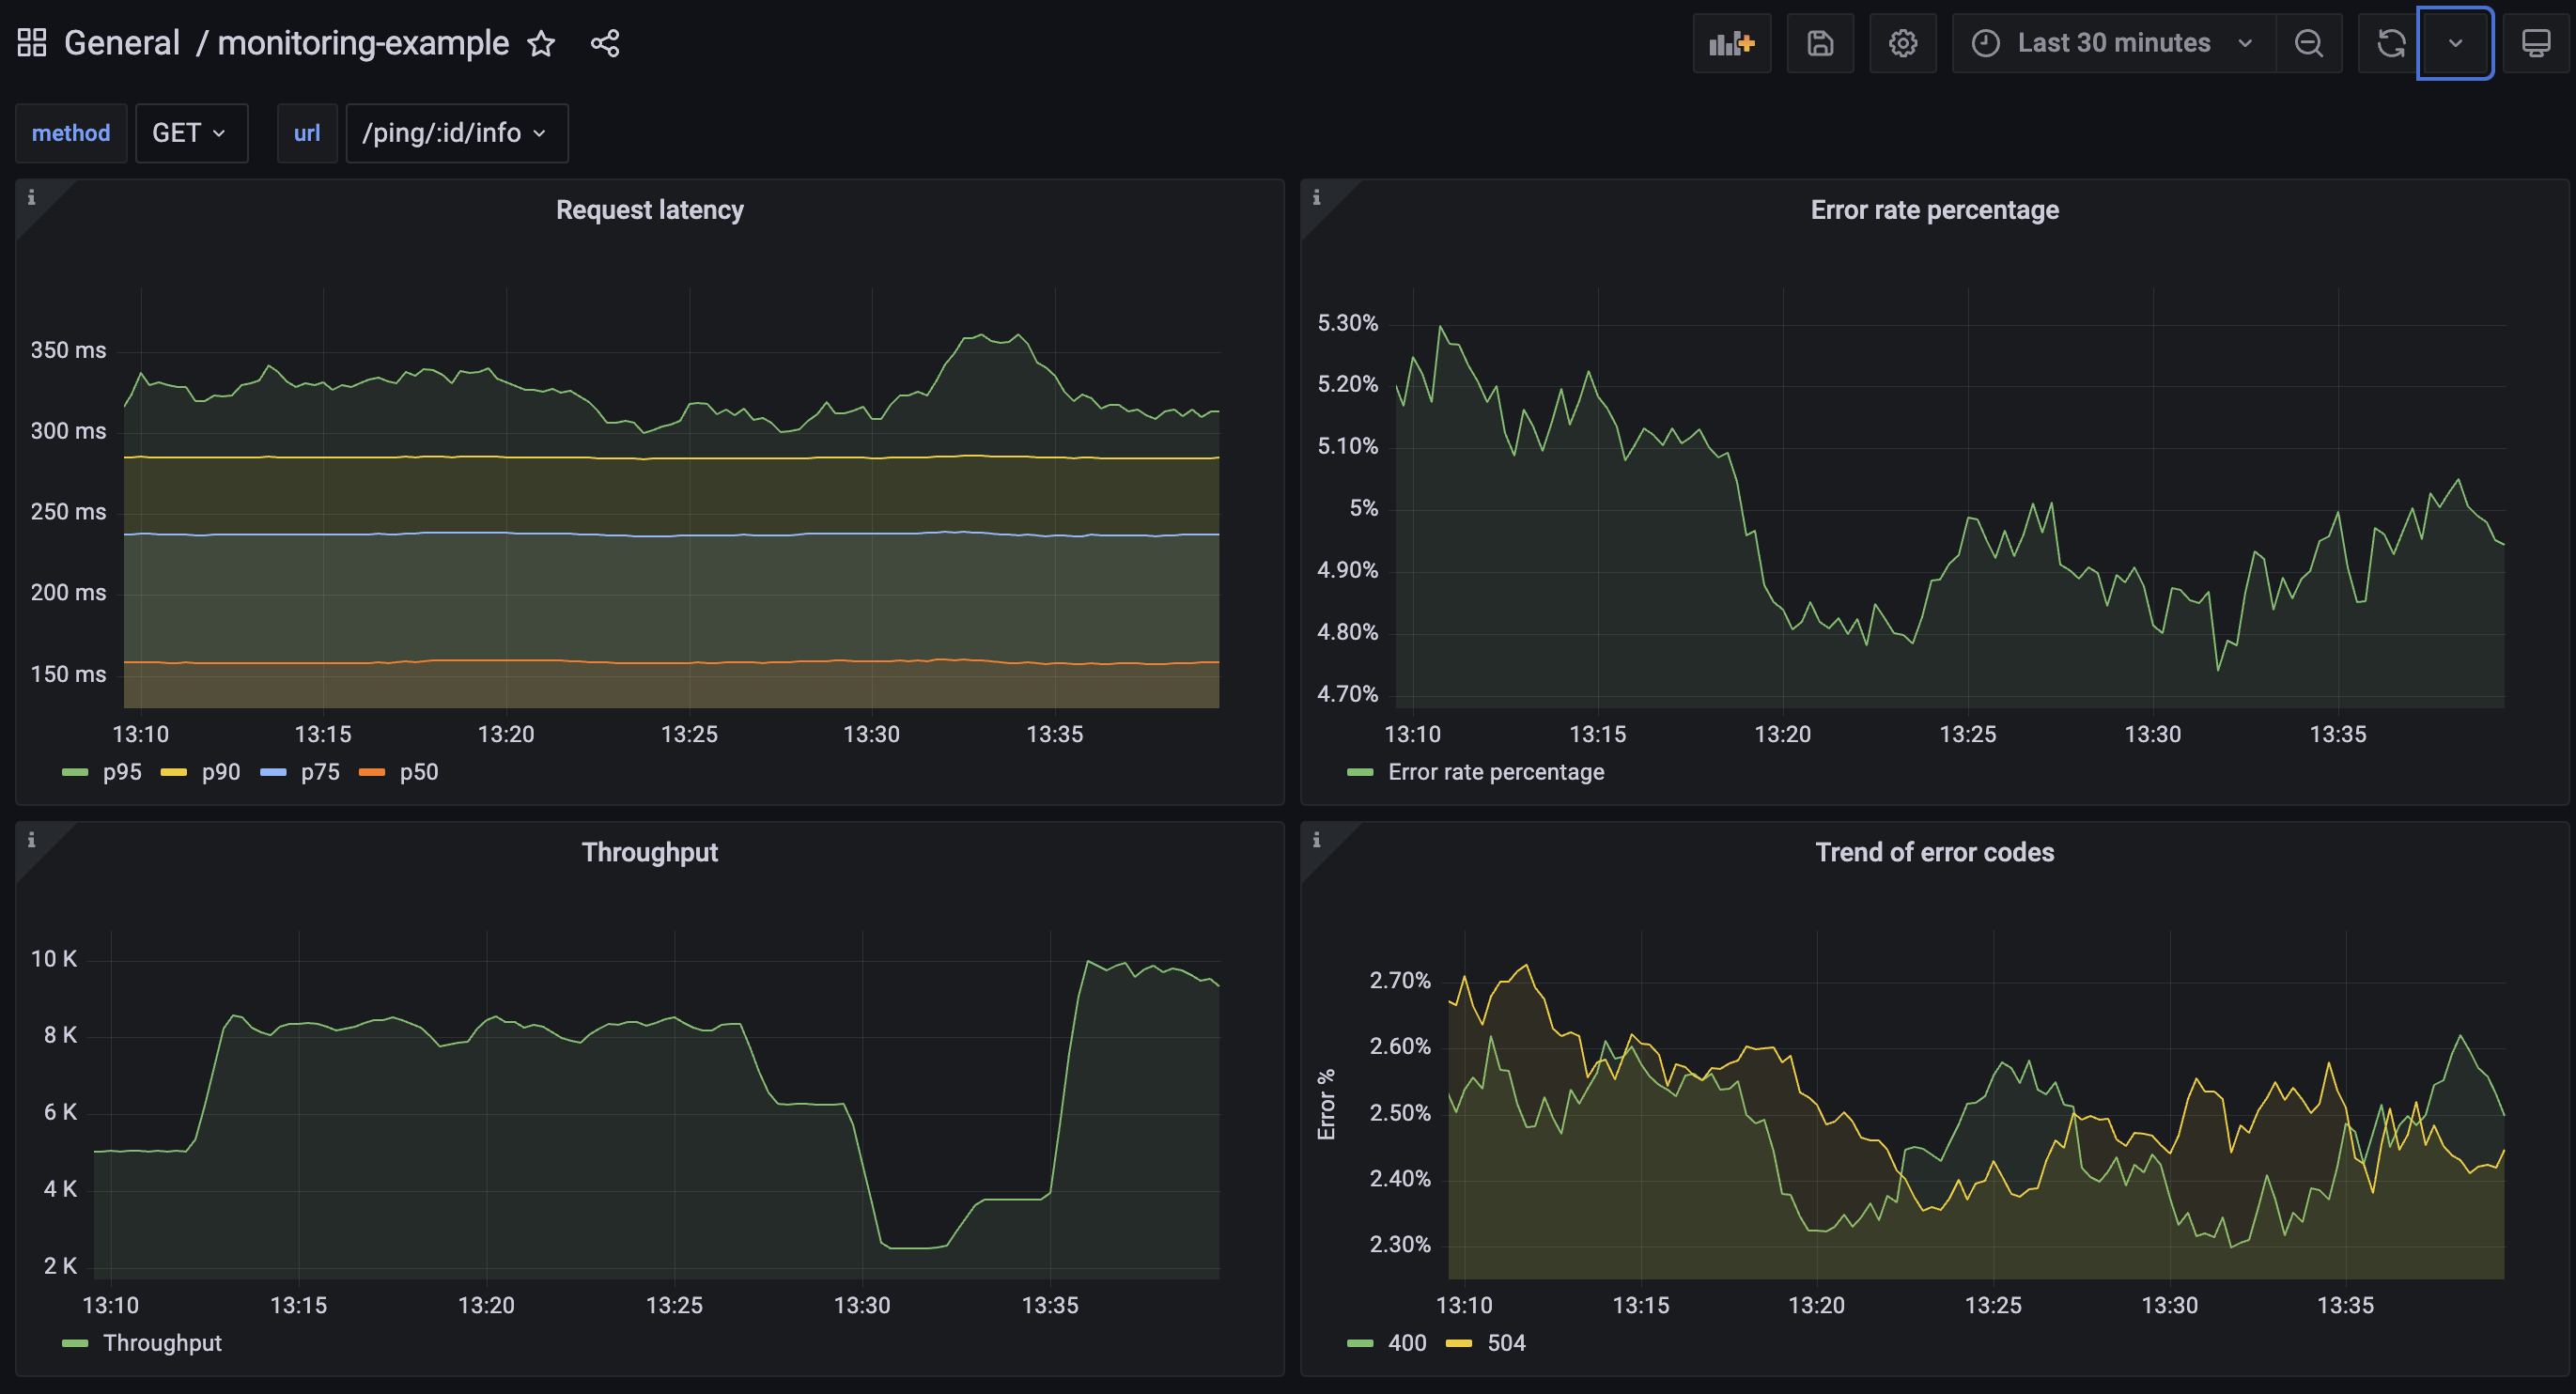 General / monitoring-example
Last 30 minutes
method GET url /ping/:id/info
i
Request latency
350 ms
300 ms
250 ms
200 ms
150 ms
13:10 13:15 13:20 13:25 13:30 13:35
p95 p90 p75 p50
i
Error rate percentage
5.30%
5.20%
5.10%
5%
4.90%
4.80%
4.70%
13:10 13:15 13:20 13:25 13:30 13:35
Error rate percentage
i
Throughput
10 K
8 K
6 K
4 K
2 K
13:10 13:15 13:20 13:25 13:30 13:35
Throughput
i
Trend of error codes
Error %
2.70%
2.60%
2.50%
2.40%
2.30%
13:10 13:15 13:20 13:25 13:30 13:35
400 504